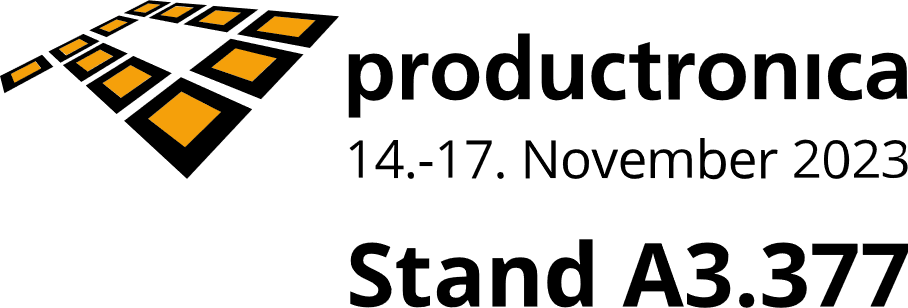 productronica
14.-17. November 2023
Stand A3.377